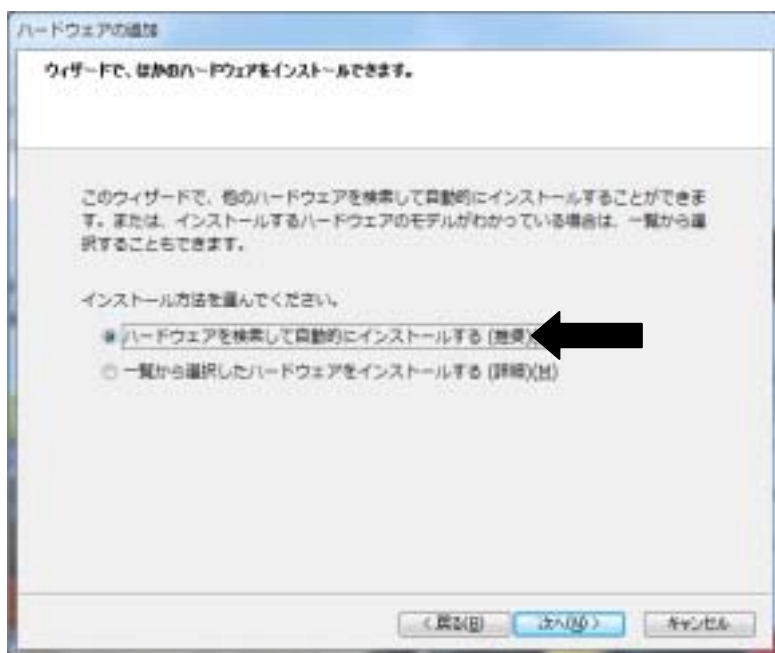 ハードウェアの追加
ウィザードで、ほかのハードウェアをインストールできます。
このウィザードで、他のハードウェアを検索して自動的にインストールすることができま
す。または、インストールするハードウェアのモデルがわかっている場合は、一覧から選
択することもできます。
インストール方法を選んでください。
ハードウェアを検索して自動的にインストールする (推奨)
一覧から選択したハードウェアをインストールする (詳細)(M)
< 戻る(B)
次へ(N) >
キャンセル